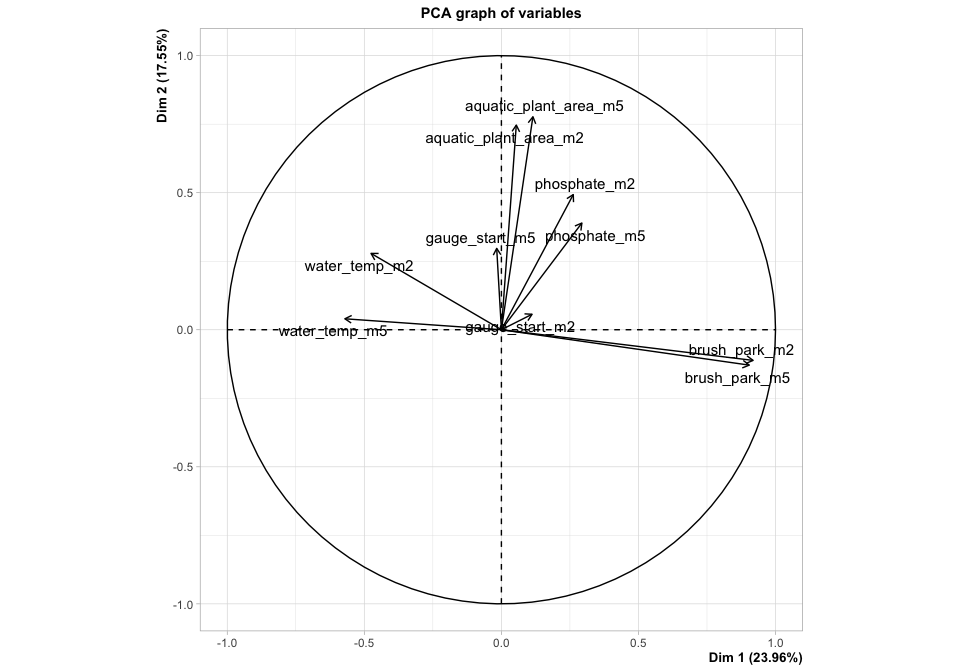 PCA graph of variables
Dim 2 (17.55%)
1.0
0.5
0.0
-0.5
-1.0
aquatic_plant_area_m5
aquatic_plant_area_m2
phosphate_m2
gauge_start_m5
phosphate_m5
water_temp_m2
gauge_start_m2
water_temp_m5
brush_park_m2
brush_park_m5
-1.0
-0.5
0.0
0.5
1.0
Dim 1 (23.96%)